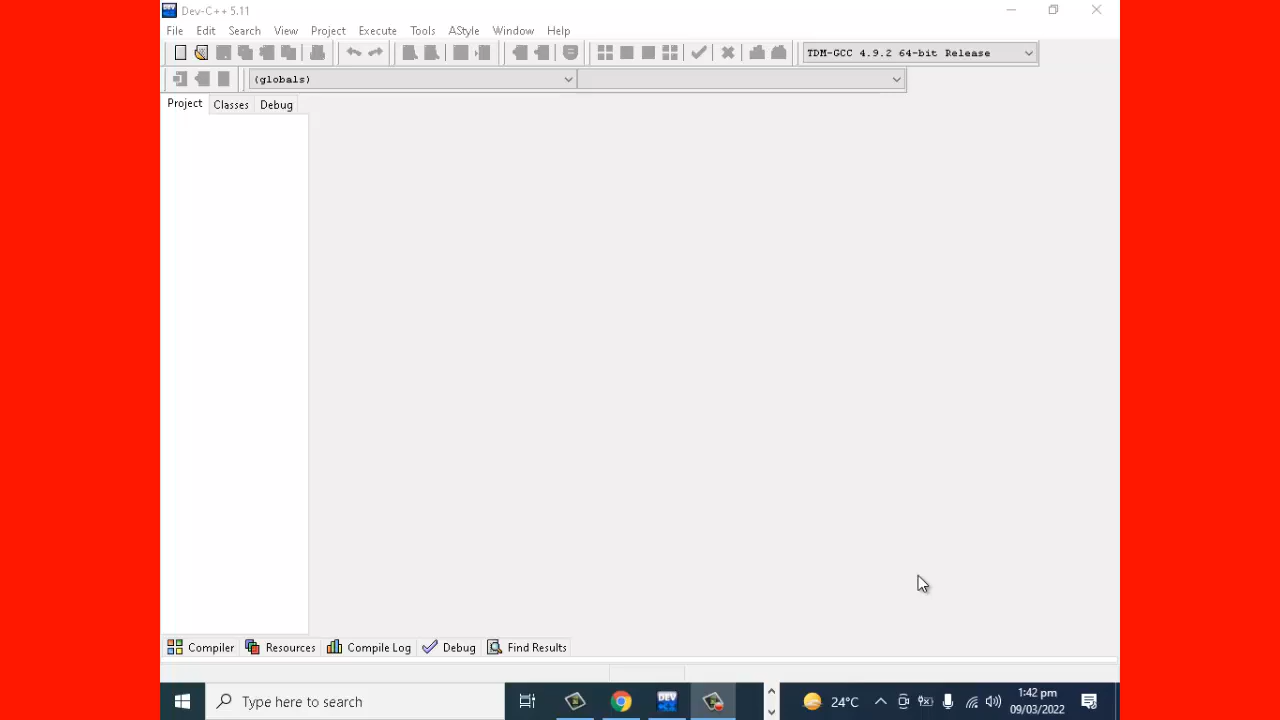 Dev-C++ 5.11
File Edit Search View Project Execute Tools AStyle Window Help
TDM-GCC 4.9.2 64-bit Release
(globals)
Project Classes Debug
Compiler Resources Compile Log Debug Find Results
Type here to search
DEV
24°C
1:42 pm
09/03/2022